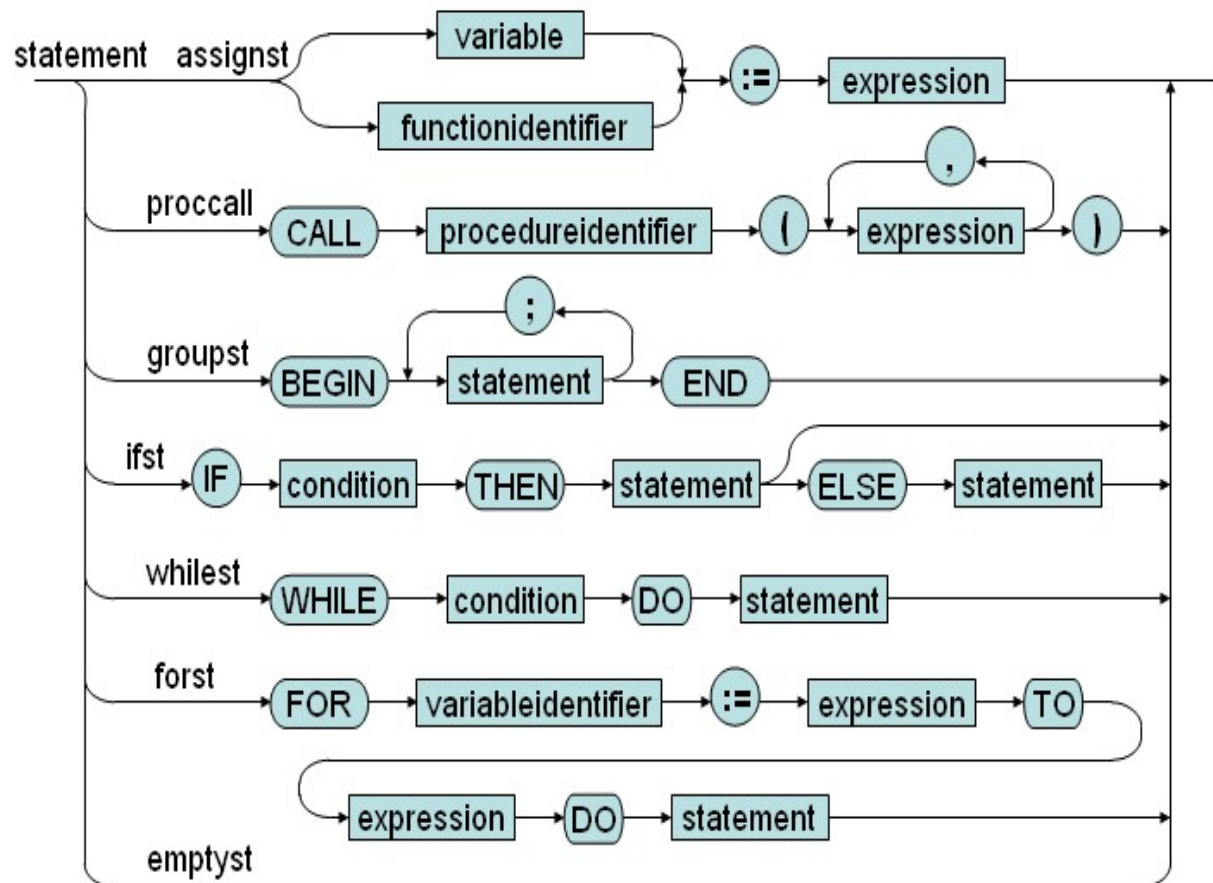 variable
statement assignst := expression
functionidentifier
,
proccall CALL procedureidentifier ( expression )
;
groupst BEGIN statement END
ifst IF condition THEN statement ELSE statement
whilest WHILE condition DO statement
forst FOR variableidentifier := expression TO
expression DO statement
emptyst